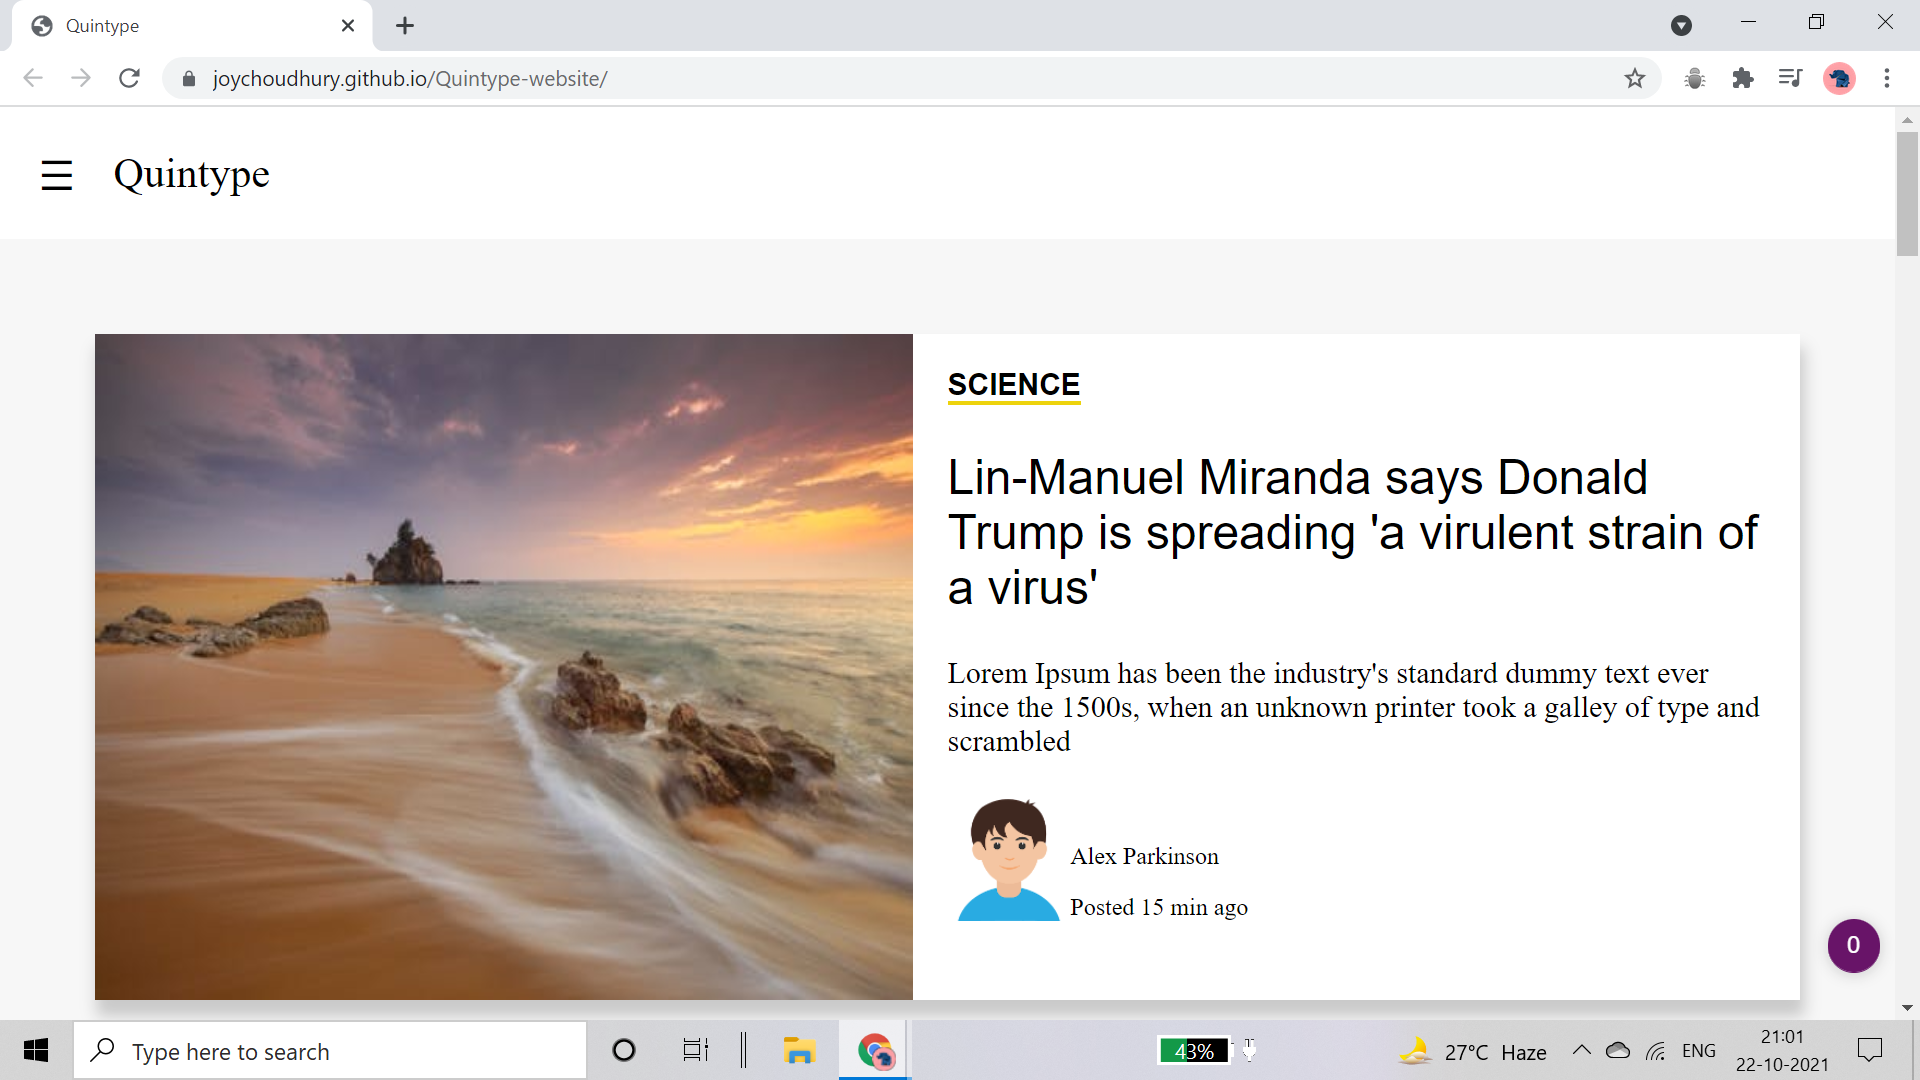 Quintype
joychoudhury.github.io/Quintype-website/
Quintype
SCIENCE
Lin-Manuel Miranda says Donald
Trump is spreading 'a virulent strain of
a virus'
Lorem Ipsum has been the industry's standard dummy text ever
since the 1500s, when an unknown printer took a galley of type and
scrambled
Alex Parkinson
Posted 15 min ago
0
Type here to search
43%
27°C Haze
ENG
21:01
22-10-2021